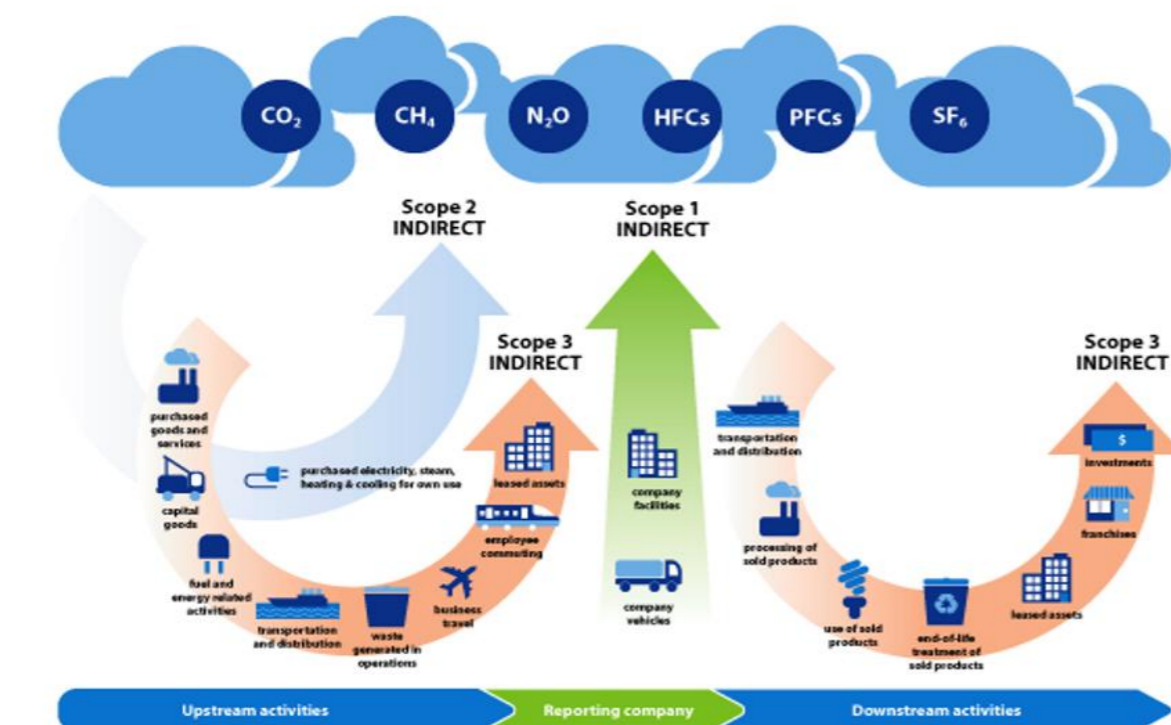 CO₂
CH₄
N₂O
HFCs
PFCs
SF₆
Scope 2
INDIRECT
Scope 1
INDIRECT
Scope 3
INDIRECT
Scope 3
INDIRECT
purchased
goods and
services
capital
goods
fuel and
energy related
activities
transportation
and distribution
waste
generated in
operations
business
travel
employee
commuting
leased assets
purchased electricity, steam,
heating & cooling for own use
company
facilities
company
vehicles
transportation
and distribution
processing of
sold products
use of sold
products
end-of-life
treatment of
sold products
leased assets
franchises
$
investments
Upstream activities
Reporting company
Downstream activities